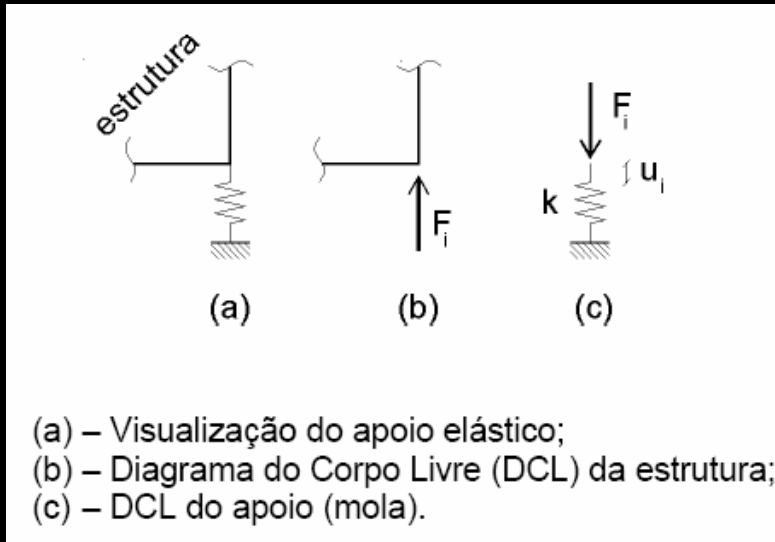 estrutura
F i
F i
k
u i
(a)
(b)
(c)
(a) – Visualização do apoio elástico;
(b) – Diagrama do Corpo Livre (DCL) da estrutura;
(c) – DCL do apoio (mola).